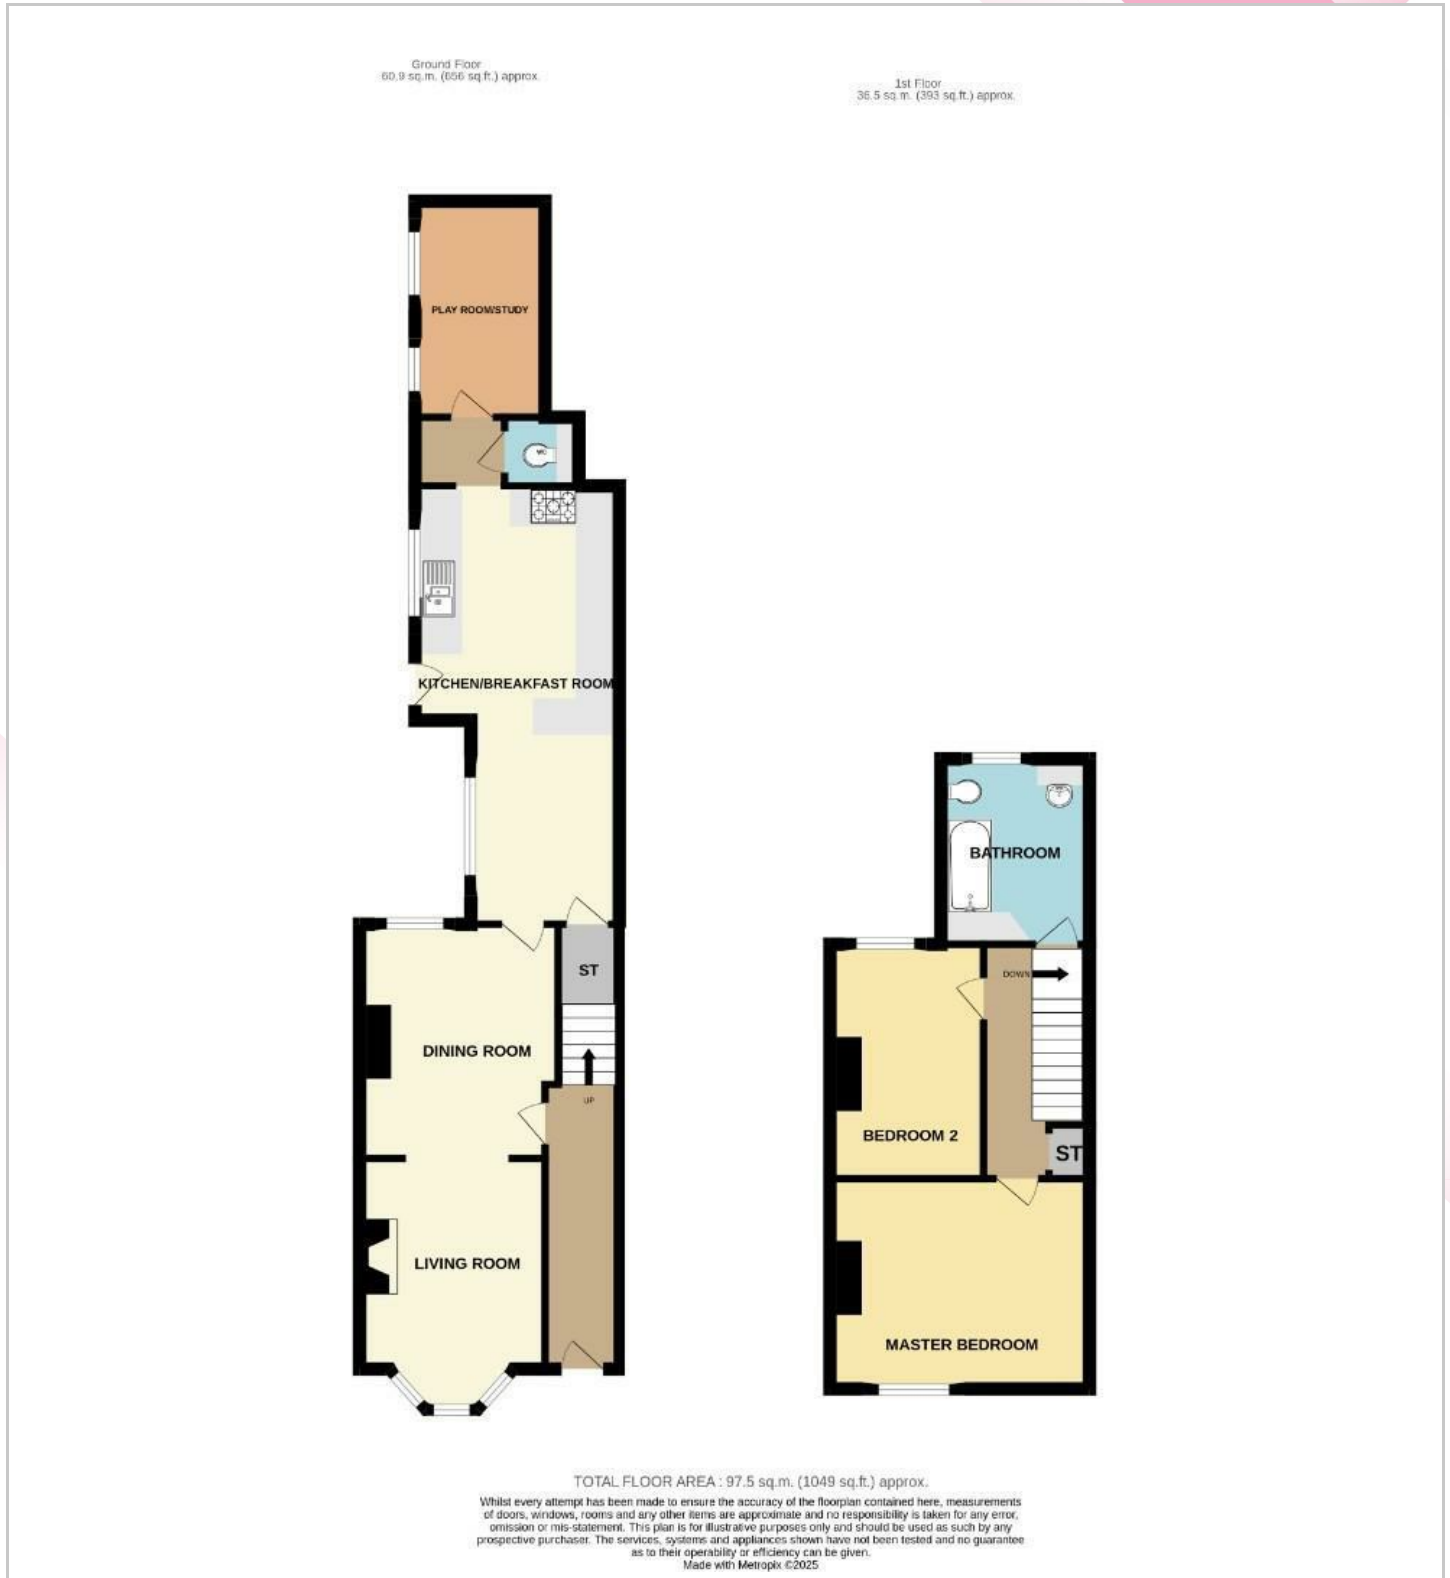 Ground Floor
60.9 sq.m. (656 sq.ft.) approx.
1st Floor
36.5 sq.m. (393 sq.ft.) approx.
PLAY ROOM/STUDY
WC
KITCHEN/BREAKFAST ROOM
ST
DINING ROOM
UP
LIVING ROOM
BATHROOM
DOWN
BEDROOM 2
ST
MASTER BEDROOM
TOTAL FLOOR AREA : 97.5 sq.m. (1049 sq.ft.) approx.
Whilst every attempt has been made to ensure the accuracy of the floorplan contained here, measurements
of doors, windows, rooms and any other items are approximate and no responsibility is taken for any error,
omission or mis-statement. This plan is for illustrative purposes only and should be used as such by any
prospective purchaser. The services, systems and appliances shown have not been tested and no guarantee
as to their operability or efficiency can be given.
Made with Metropix ©2025